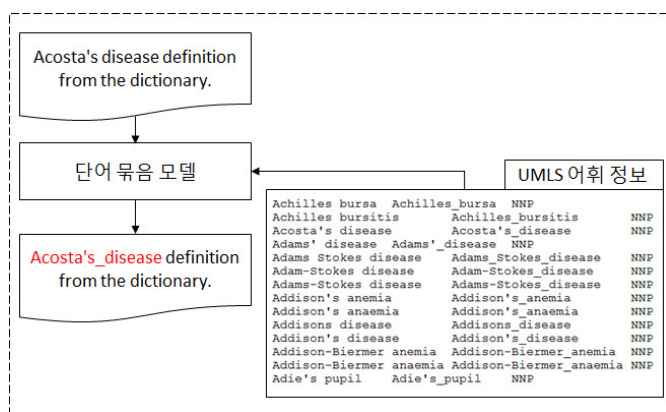 Acosta's disease definition
from the dictionary.
단어 묶음 모델
Acosta's_disease definition
from the dictionary.
UMLS 어휘 정보
Achilles bursa Achilles_bursa NNP
Achilles bursitis Achilles_bursitis NNP
Acosta's disease Acosta's_disease NNP
Adams' disease Adams'_disease NNP
Adams Stokes disease Adams_Stokes_disease NNP
Adam-Stokes disease Adam-Stokes_disease NNP
Adams-Stokes disease Adams-Stokes_disease NNP
Addison's anemia Addison's_anemia NNP
Addison's anaemia Addison's_anaemia NNP
Addisons disease Addisons_disease NNP
Addison's disease Addison's_disease NNP
Addison-Biermer anemia Addison-Biermer_anemia NNP
Addison-Biermer anaemia Addison-Biermer_anaemia NNP
Adie's pupil Adie's_pupil NNP